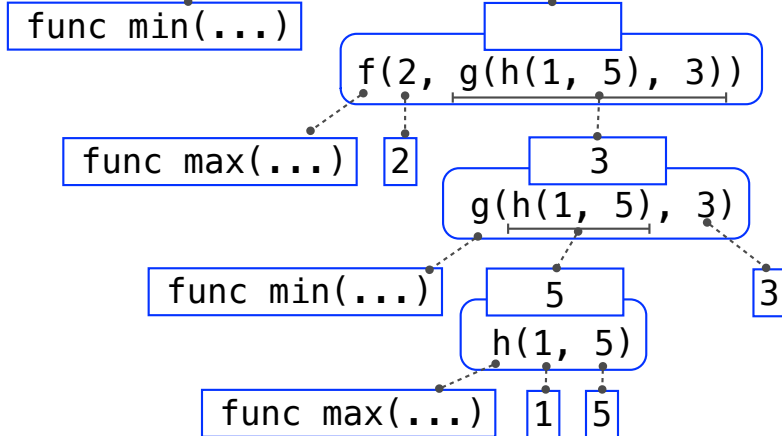 func min(...)
f(2, g(h(1, 5), 3))
func max(...)
2
3
g(h(1, 5), 3)
func min(...)
5
3
h(1, 5)
func max(...)
1
5